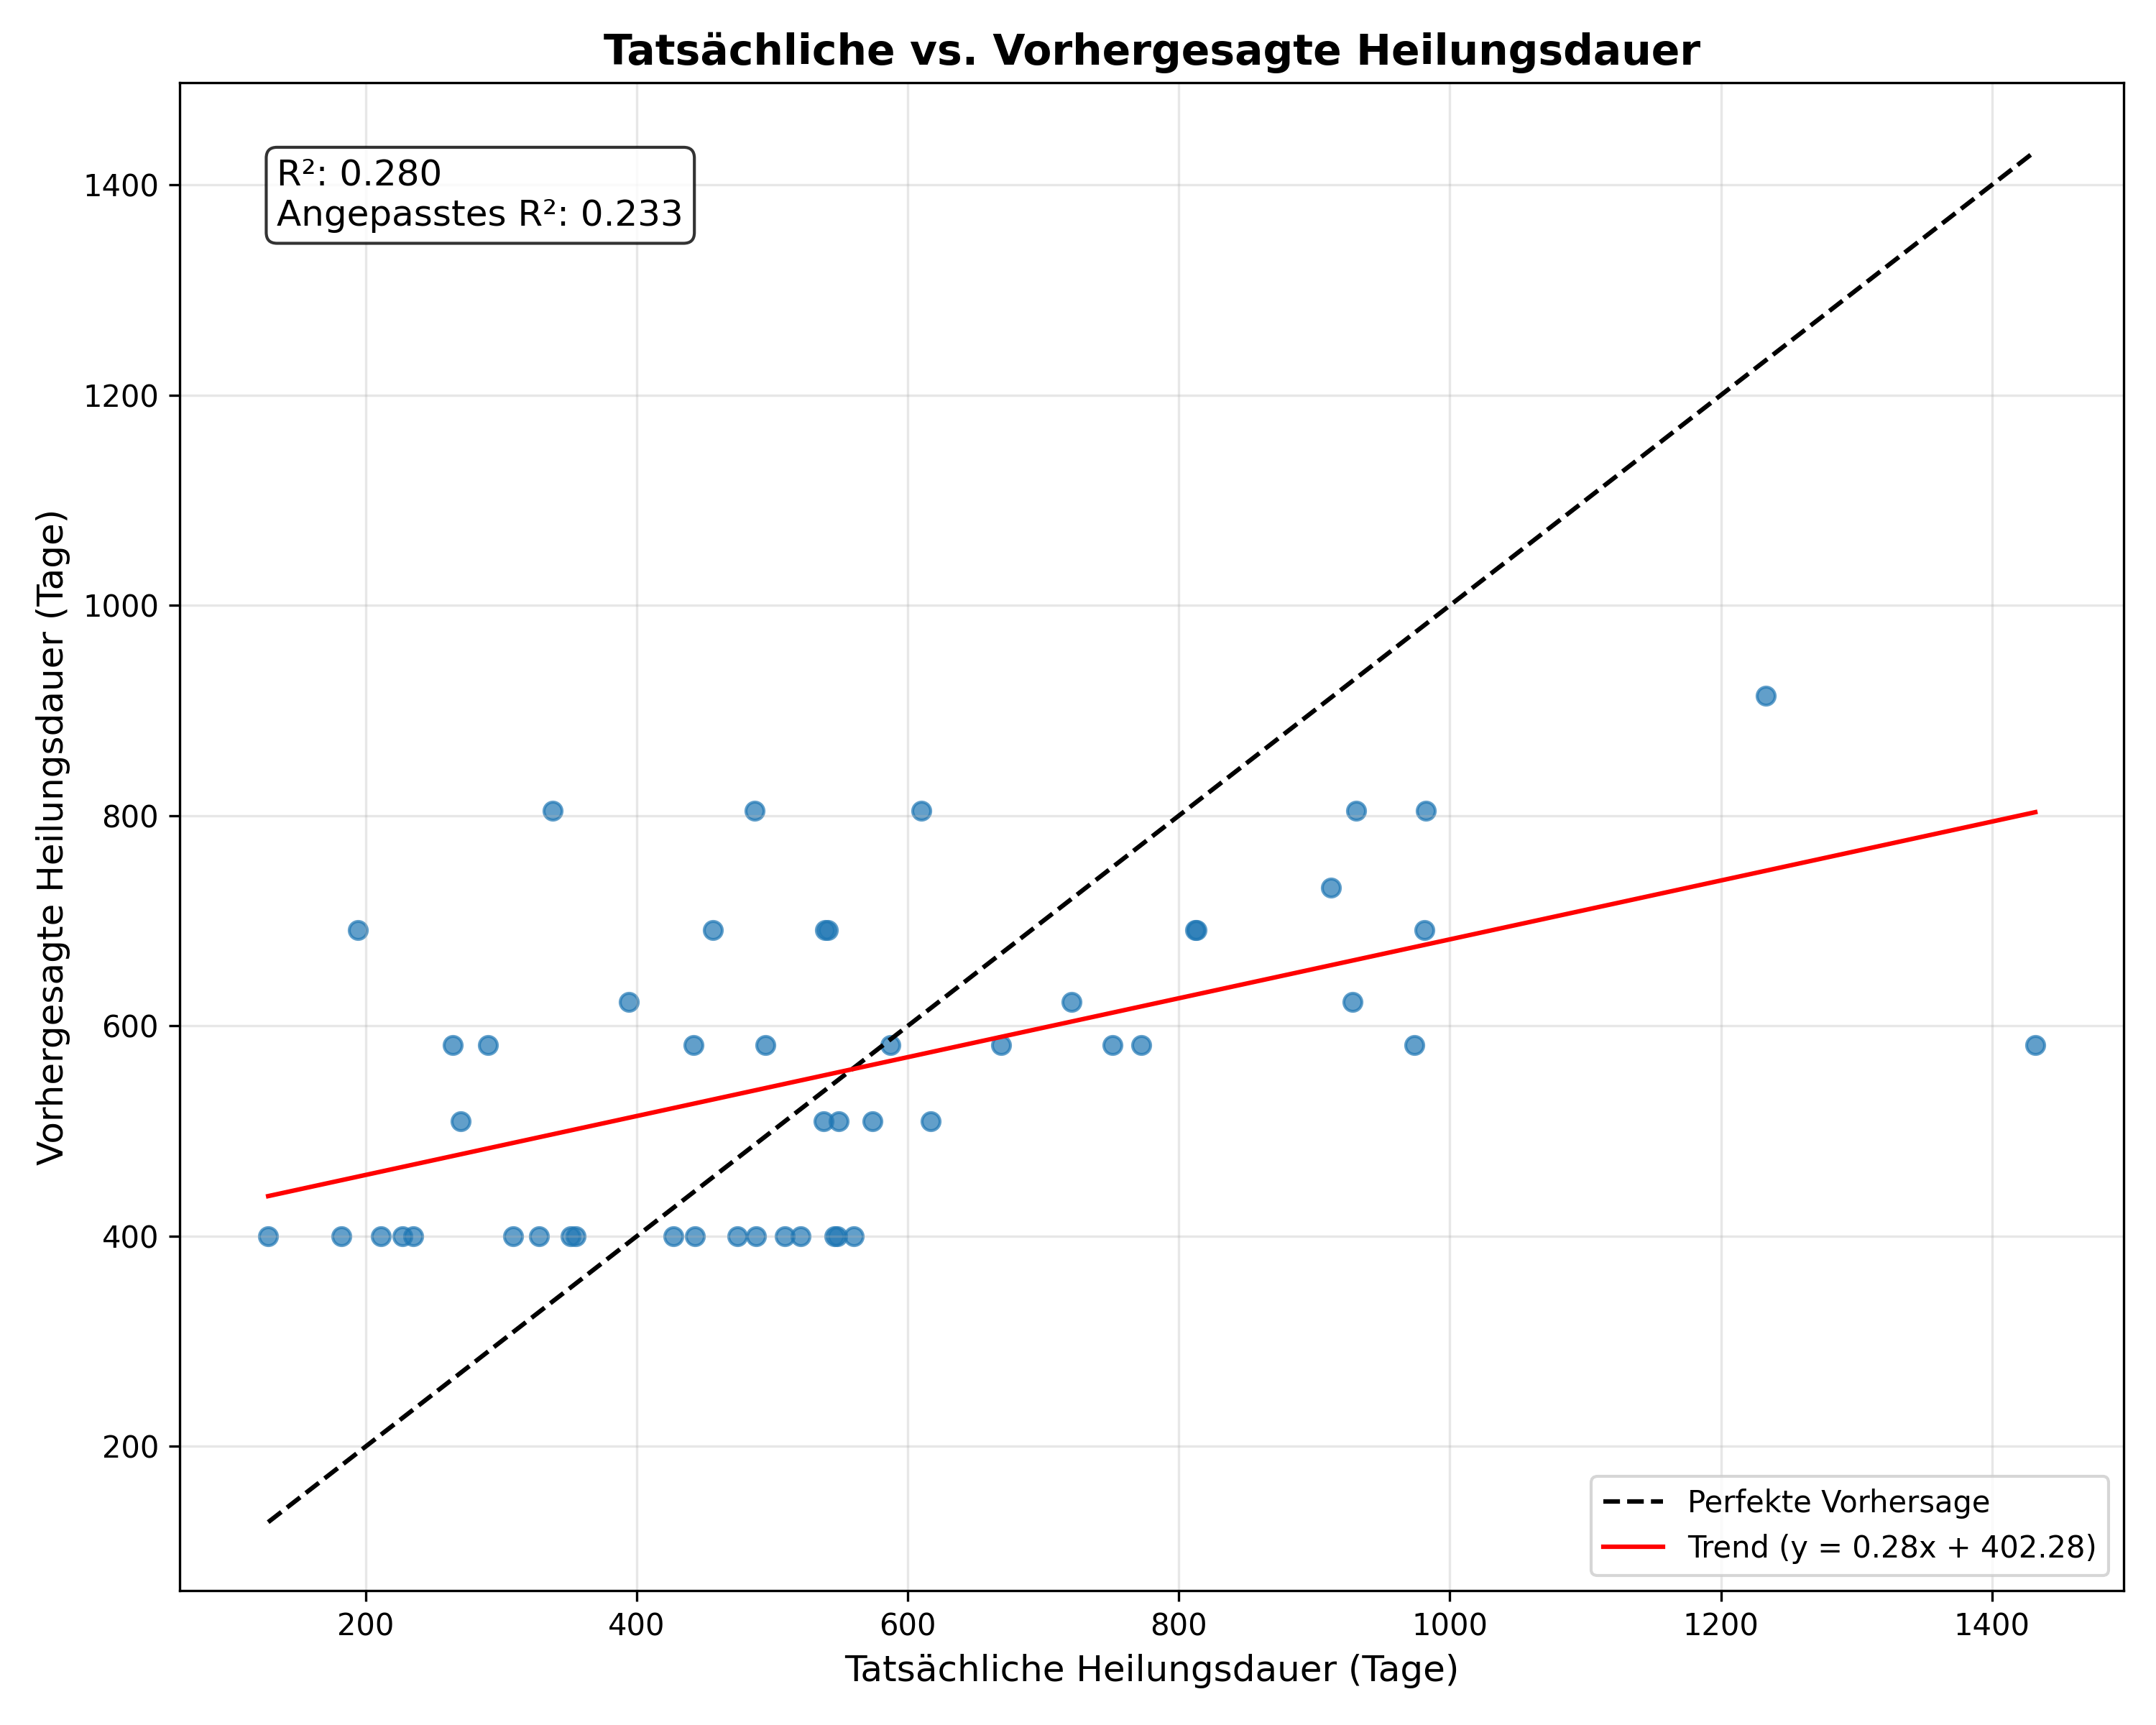 Tatsächliche vs. Vorhergesagte Heilungsdauer
R²: 0.280
Angepasstes R²: 0.233
Vorhergesagte Heilungsdauer (Tage)
1400
1200
1000
800
600
400
200
Perfekte Vorhersage
Trend (y = 0.28x + 402.28)
200 400 600 800 1000 1200 1400
Tatsächliche Heilungsdauer (Tage)